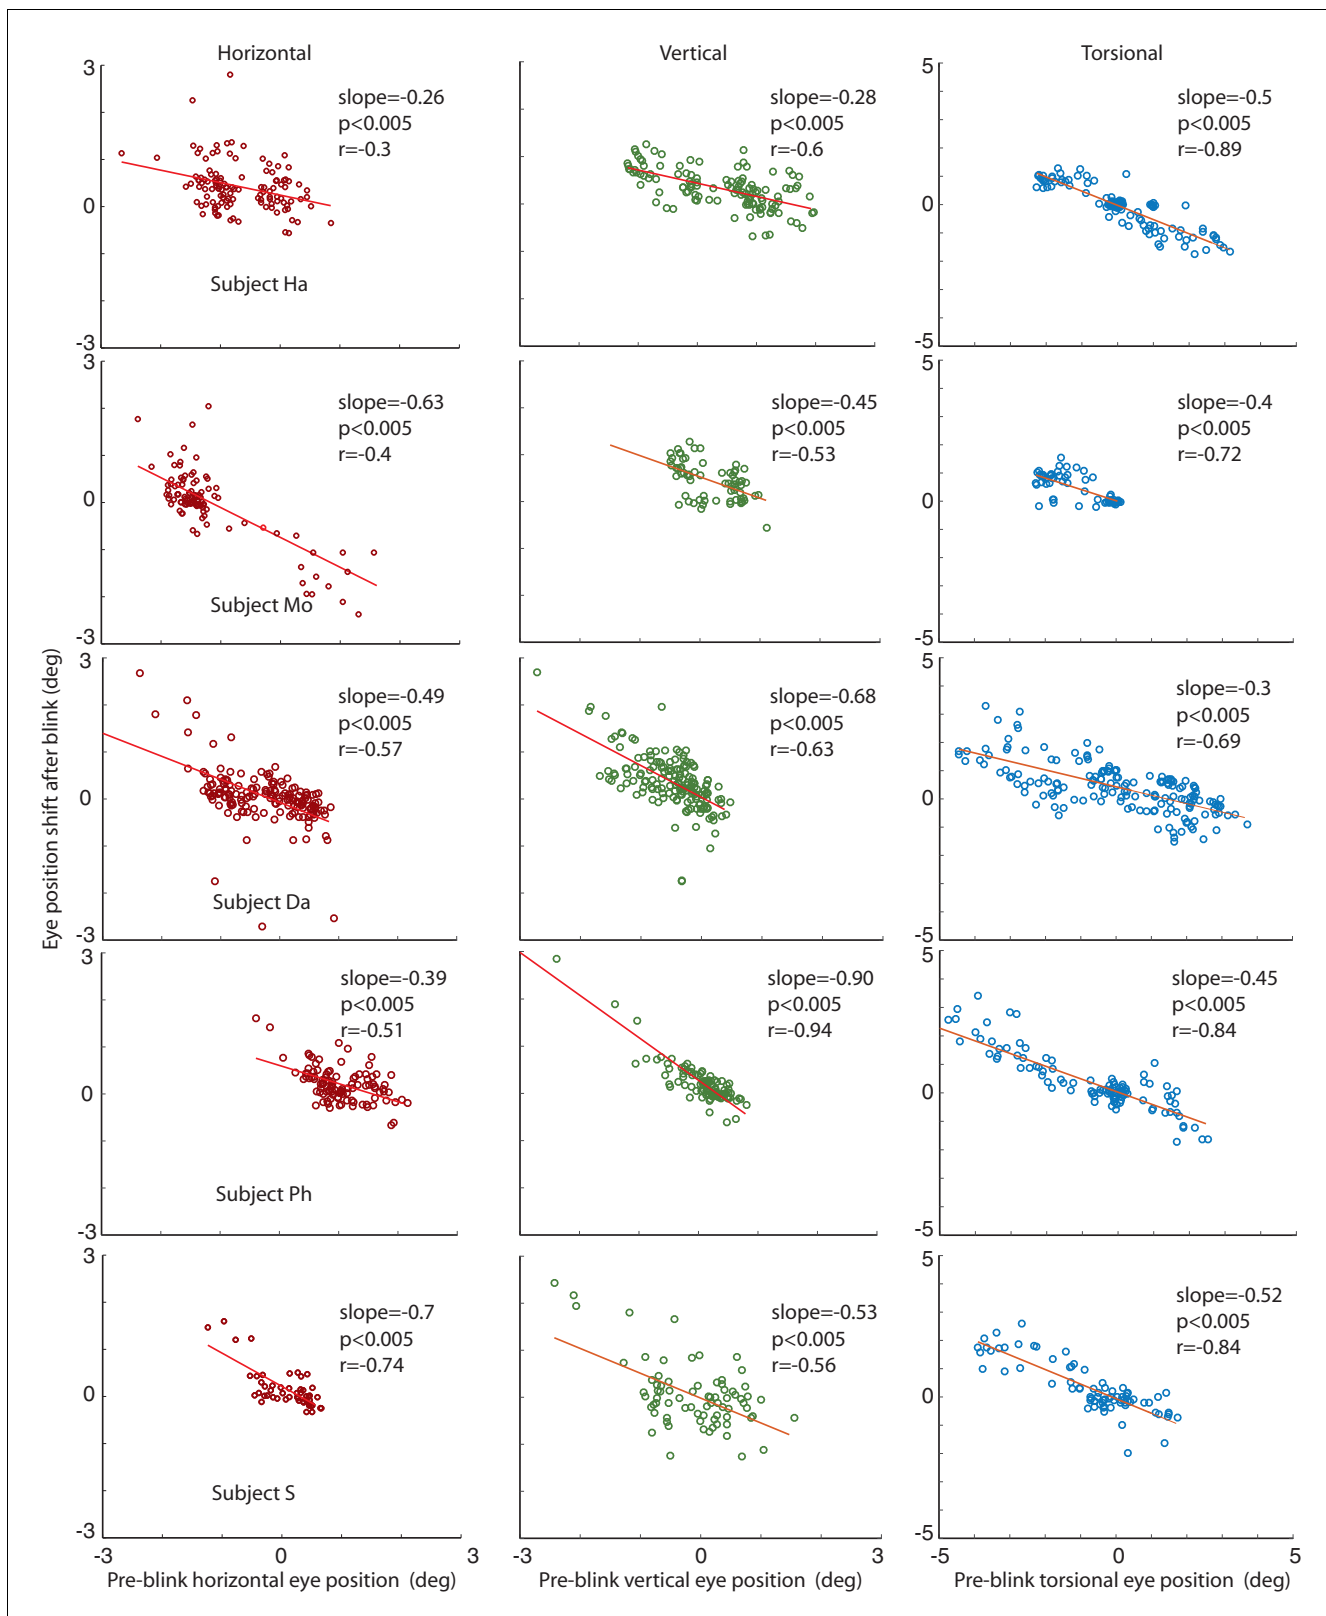 Horizontal
Vertical
Torsional
3
0
-3
slope=-0.26
p<0.005
r=-0.3
Subject Ha
slope=-0.28
p<0.005
r=-0.6
5
0
-5
slope=-0.5
p<0.005
r=-0.89
3
0
-3
slope=-0.63
p<0.005
r=-0.4
Subject Mo
slope=-0.45
p<0.005
r=-0.53
5
0
-5
slope=-0.4
p<0.005
r=-0.72
Eye position shift after blink (deg)
3
0
-3
slope=-0.49
p<0.005
r=-0.57
Subject Da
slope=-0.68
p<0.005
r=-0.63
5
0
-5
slope=-0.3
p<0.005
r=-0.69
3
0
-3
slope=-0.39
p<0.005
r=-0.51
Subject Ph
slope=-0.90
p<0.005
r=-0.94
5
0
-5
slope=-0.45
p<0.005
r=-0.84
3
0
-3
slope=-0.7
p<0.005
r=-0.74
Subject S
slope=-0.53
p<0.005
r=-0.56
5
0
-5
slope=-0.52
p<0.005
r=-0.84
-3 0 3
0 3
-5 0 5
Pre-blink horizontal eye position (deg)
Pre-blink vertical eye position (deg)
Pre-blink torsional eye position (deg)